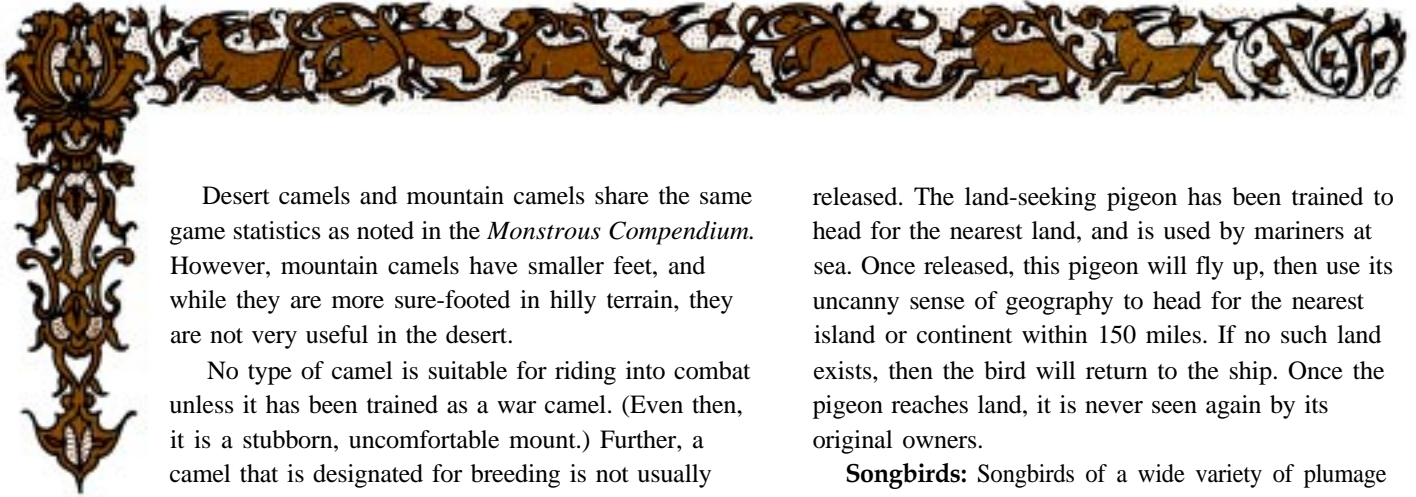 Desert camels and mountain camels share the same
game statistics as noted in the Monstrous Compendium.
However, mountain camels have smaller feet, and
while they are more sure-footed in hilly terrain, they
are not very useful in the desert.
No type of camel is suitable for riding into combat
unless it has been trained as a war camel. (Even then,
it is a stubborn, uncomfortable mount.) Further, a
camel that is designated for breeding is not usually
released. The land-seeking pigeon has been trained to
head for the nearest land, and is used by mariners at
sea. Once released, this pigeon will fly up, then use its
uncanny sense of geography to head for the nearest
island or continent within 150 miles. If no such land
exists, then the bird will return to the ship. Once the
pigeon reaches land, it is never seen again by its
original owners.
Songbirds: Songbirds of a wide variety of plumage